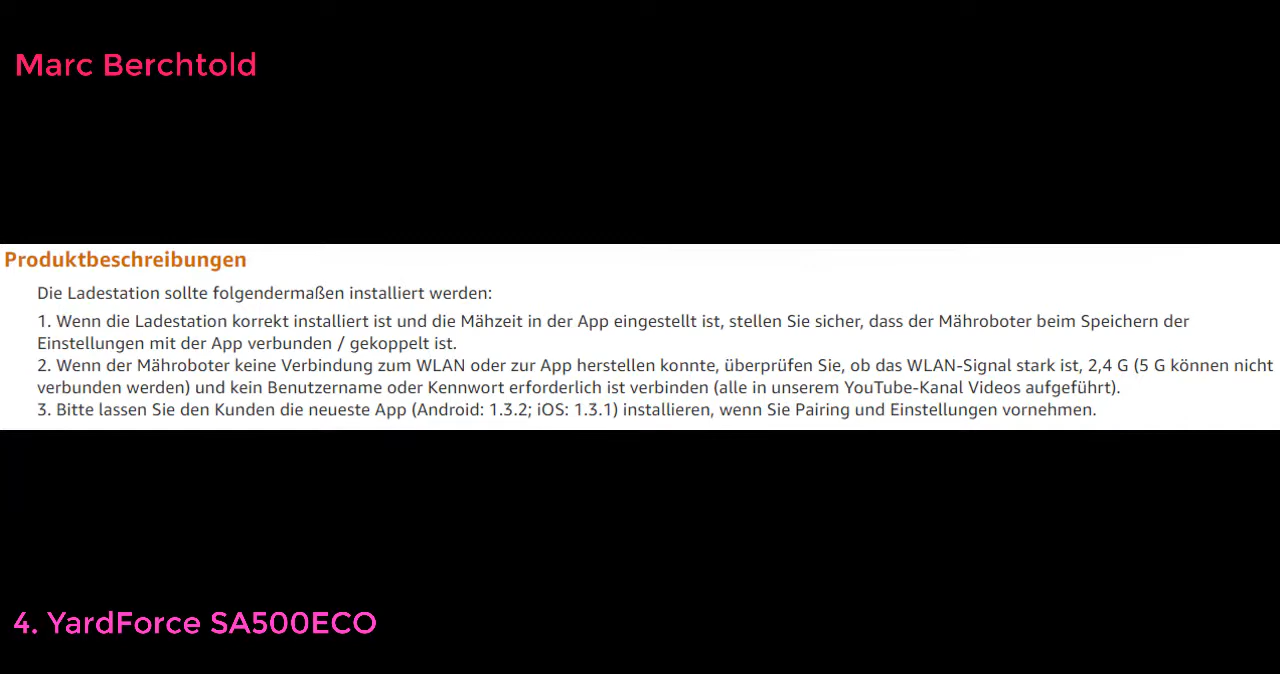 Marc Berchtold
Produktbeschreibungen
Die Ladestation sollte folgendermaßen installiert werden:
1. Wenn die Ladestation korrekt installiert ist und die Mähzeit in der App eingestellt ist, stellen Sie sicher, dass der Mähroboter beim Speichern der
Einstellungen mit der App verbunden / gekoppelt ist.
2. Wenn der Mähroboter keine Verbindung zum WLAN oder zur App herstellen konnte, überprüfen Sie, ob das WLAN-Signal stark ist, 2,4 G (5 G können nicht
verbunden werden) und kein Benutzername oder Kennwort erforderlich ist verbinden (alle in unserem YouTube-Kanal Videos aufgeführt).
3. Bitte lassen Sie den Kunden die neueste App (Android: 1.3.2; iOS: 1.3.1) installieren, wenn Sie Pairing und Einstellungen vornehmen.
4. YardForce SA500ECO